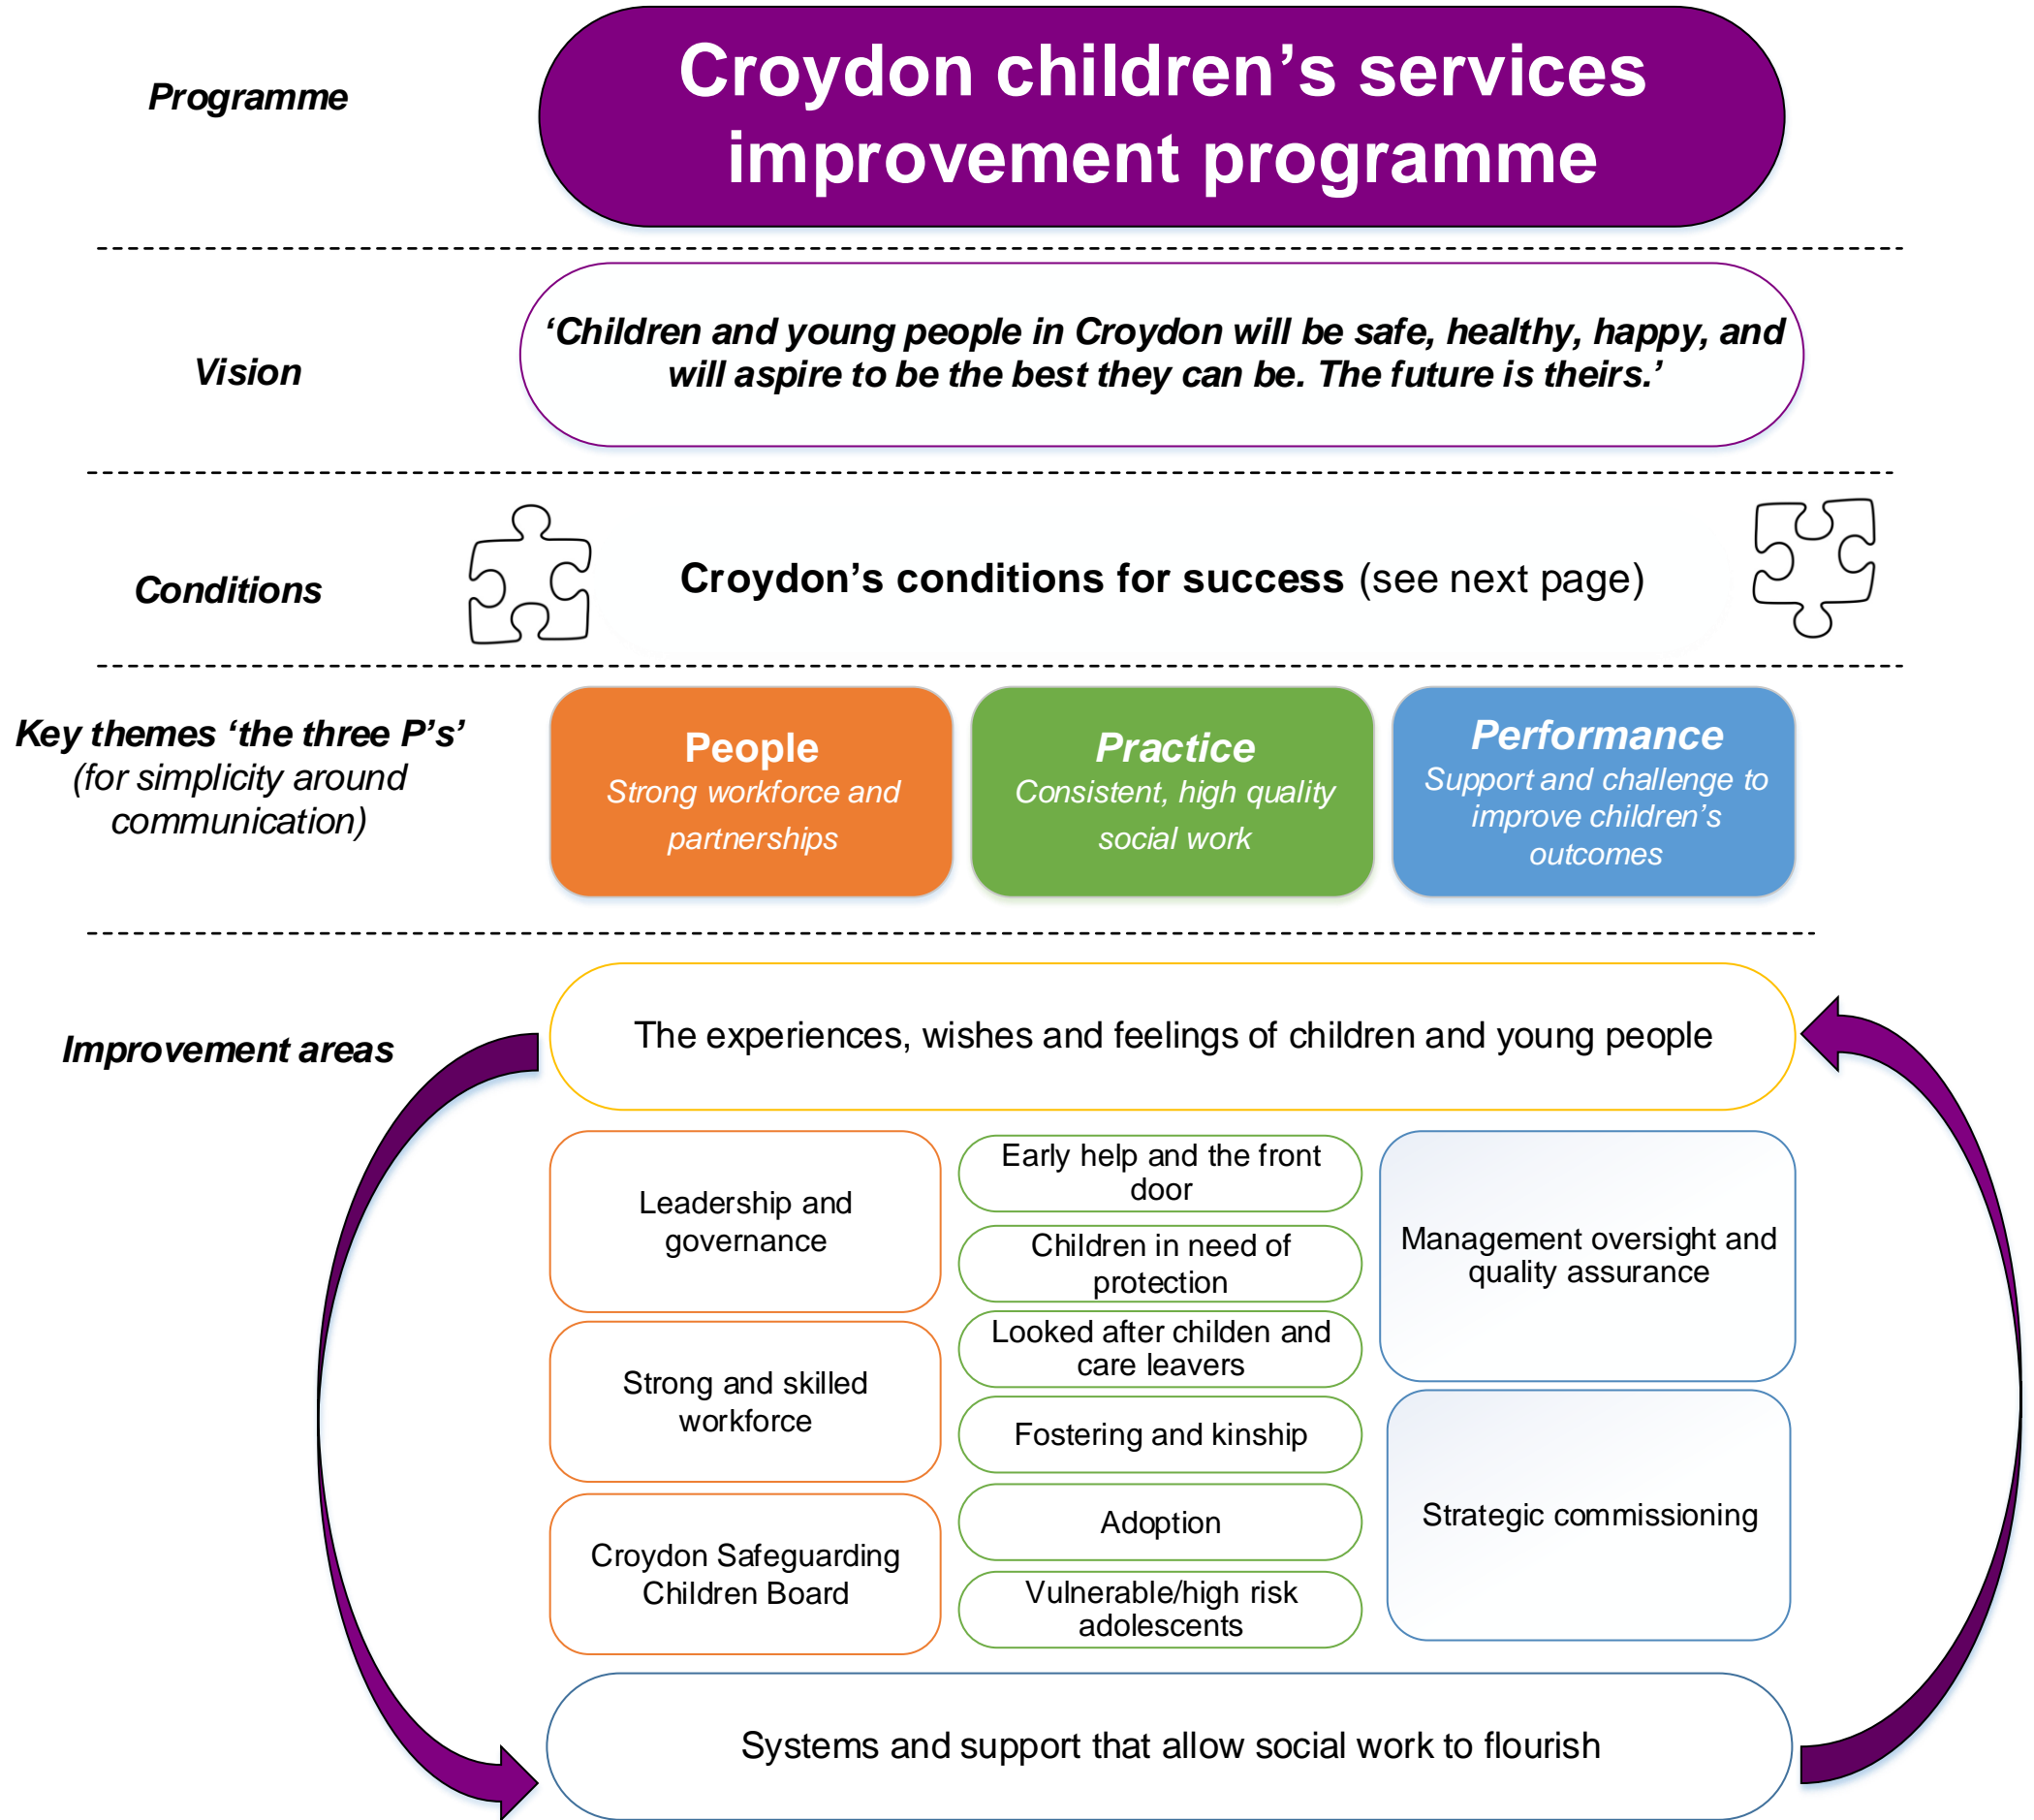 Programme
Croydon children’s services
improvement programme
Vision
‘Children and young people in Croydon will be safe, healthy, happy, and
will aspire to be the best they can be. The future is theirs.’
Conditions
Croydon’s conditions for success (see next page)
Key themes ‘the three P’s’
(for simplicity around
communication)
People
Strong workforce and
partnerships
Practice
Consistent, high quality
social work
Performance
Support and challenge to
improve children’s
outcomes
Improvement areas
The experiences, wishes and feelings of children and young people
Leadership and
governance
Strong and skilled
workforce
Croydon Safeguarding
Children Board
Early help and the front
door
Children in need of
protection
Looked after childen and
care leavers
Fostering and kinship
Adoption
Vulnerable/high risk
adolescents
Management oversight and
quality assurance
Strategic commissioning
Systems and support that allow social work to flourish